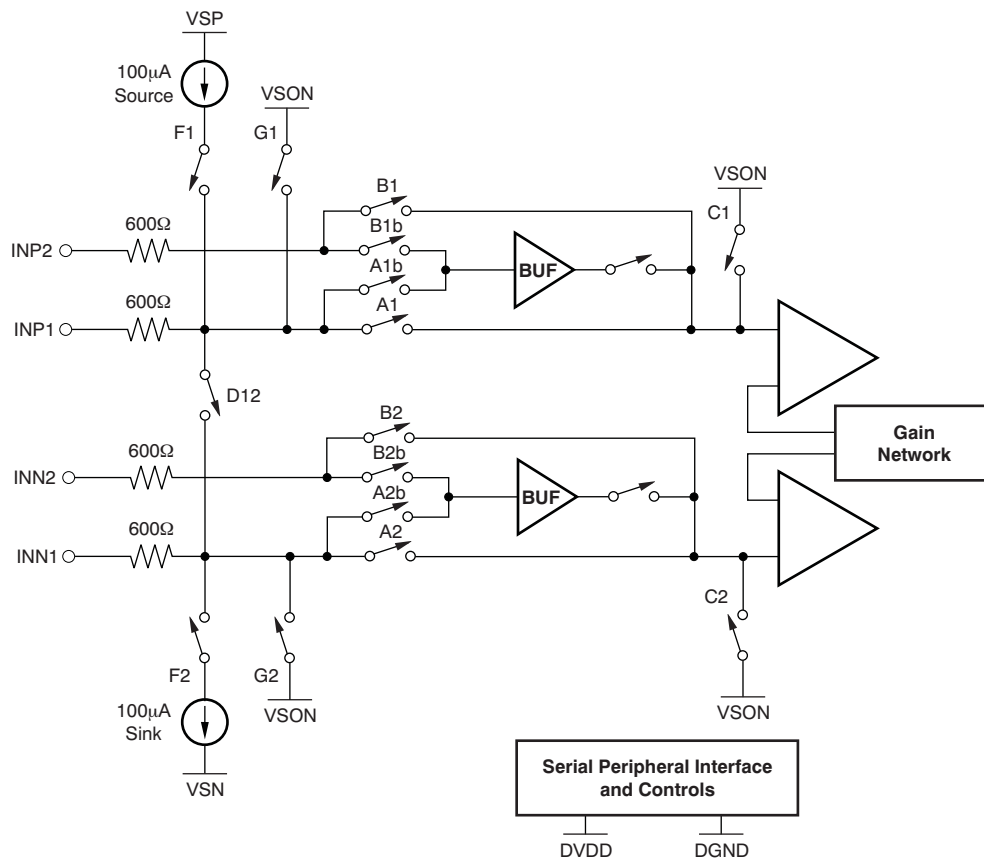 VSP
100μA
Source
VSON
F1
G1
VSON
B1
C1
600Ω
B1b
INP2
BUF
A1b
600Ω
A1
INP1
D12
B2
Gain
Network
600Ω
B2b
INN2
BUF
A2b
600Ω
A2
INN1
C2
F2
G2
100μA
Sink
VSON
VSON
VSN
Serial Peripheral Interface
and Controls
DVDD
DGND